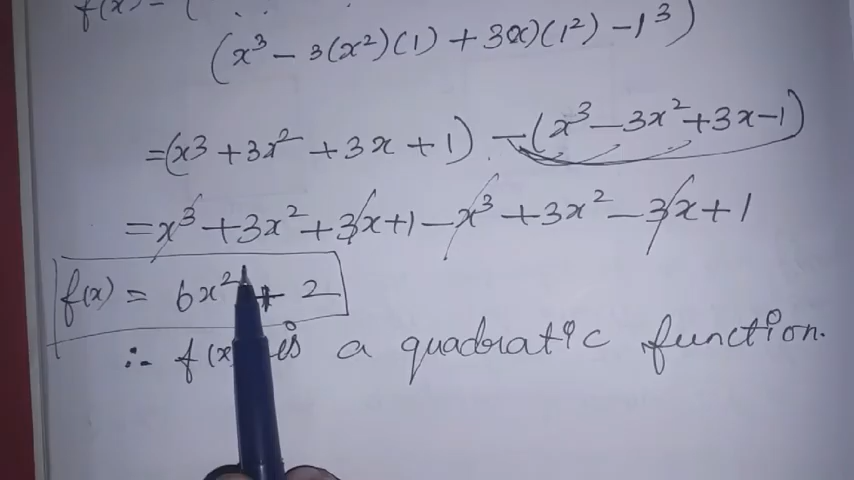 f(x) = (
(x³ - 3(x²)(1) + 3(x)(1²) - 1³)
= (x³ + 3x² + 3x + 1) - (x³ - 3x² + 3x - 1)
= x³ + 3x² + 3x + 1 - x³ + 3x² - 3x + 1
f(x) = 6x² + 2
∴ f(x) is a quadratic function.